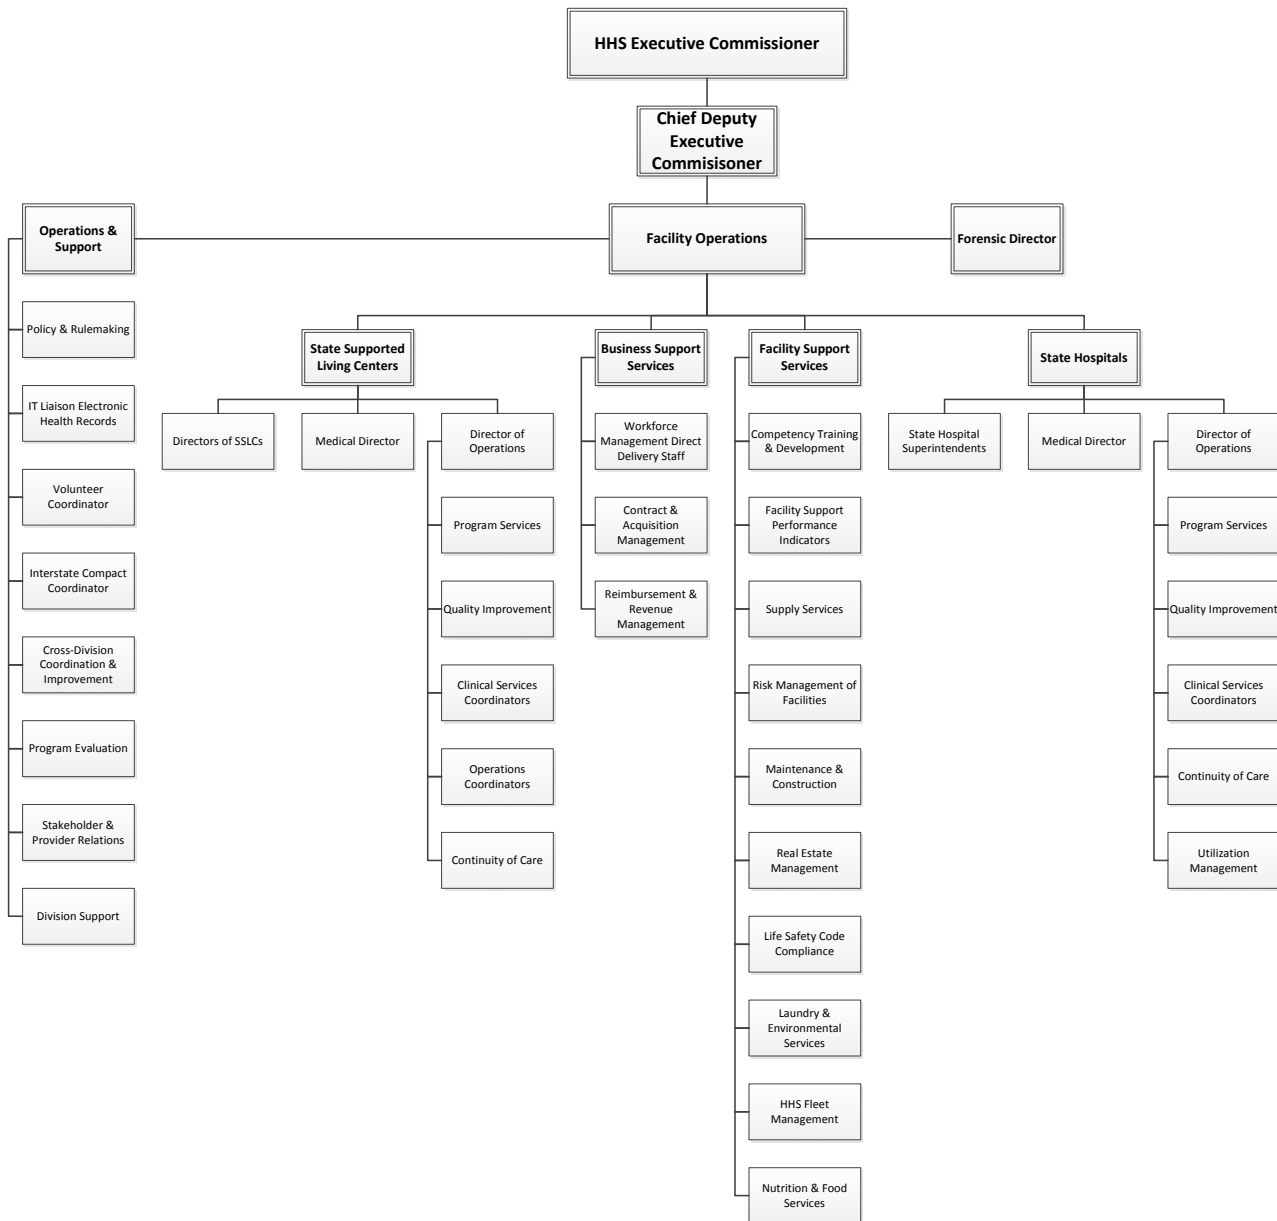 HHS Executive Commissioner
Chief Deputy
Executive
Commisisoner
Operations &
Support
Facility Operations
Forensic Director
Policy & Rulemaking
IT Liaison Electronic
Health Records
Volunteer
Coordinator
Interstate Compact
Coordinator
Cross-Division
Coordination &
Improvement
Program Evaluation
Stakeholder &
Provider Relations
Division Support
State Supported
Living Centers
Directors of SSLCs
Medical Director
Director of
Operations
Program Services
Quality Improvement
Clinical Services
Coordinators
Operations
Coordinators
Continuity of Care
Business Support
Services
Workforce
Management Direct
Delivery Staff
Contract &
Acquisition
Management
Reimbursement &
Revenue
Management
Facility Support
Services
Competency Training
& Development
Facility Support
Performance
Indicators
Supply Services
Risk Management of
Facilities
Maintenance &
Construction
Real Estate
Management
Life Safety Code
Compliance
Laundry &
Environmental
Services
HHS Fleet
Management
Nutrition & Food
Services
State Hospitals
State Hospital
Superintendents
Medical Director
Director of
Operations
Program Services
Quality Improvement
Clinical Services
Coordinators
Continuity of Care
Utilization
Management